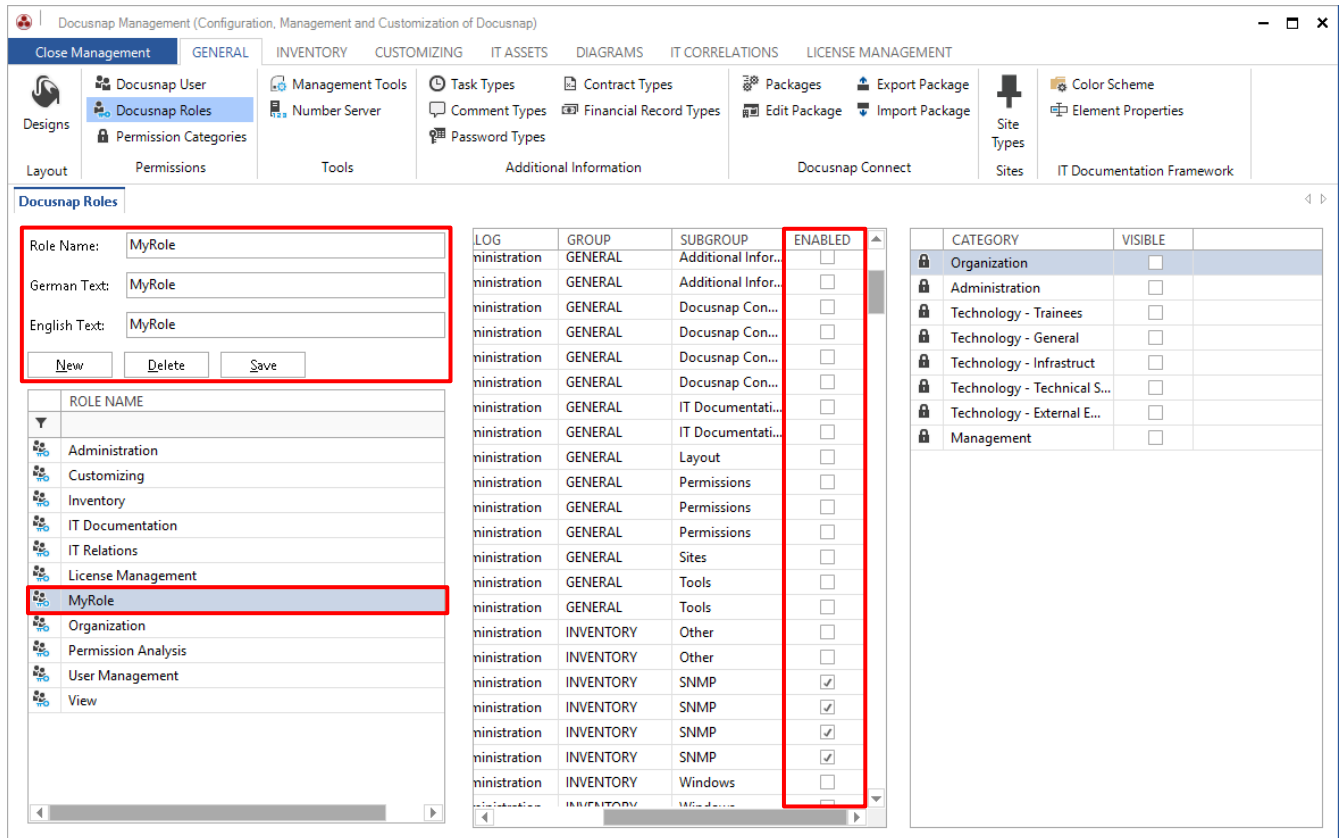 Docusnap Management (Configuration, Management and Customization of Docusnap)
Close Management GENERAL INVENTORY CUSTOMIZING IT ASSETS DIAGRAMS IT CORRELATIONS LICENSE MANAGEMENT
Designs
Layout
Docusnap User
Docusnap Roles
Permission Categories
Permissions
Management Tools
Number Server
Tools
Task Types
Comment Types
Password Types
Contract Types
Financial Record Types
Additional Information
Packages
Edit Package
Export Package
Import Package
Docusnap Connect
Site
Types
Sites
Color Scheme
Element Properties
IT Documentation Framework
Docusnap Roles
Role Name: MyRole
German Text: MyRole
English Text: MyRole
New Delete Save
ROLE NAME
Administration
Customizing
Inventory
IT Documentation
IT Relations
License Management
MyRole
Organization
Permission Analysis
User Management
View
LOG GROUP SUBGROUP ENABLED
ministration GENERAL Additional Infor...
ministration GENERAL Additional Infor...
ministration GENERAL Docusnap Con...
ministration GENERAL Docusnap Con...
ministration GENERAL Docusnap Con...
ministration GENERAL Docusnap Con...
ministration GENERAL IT Documentati...
ministration GENERAL IT Documentati...
ministration GENERAL Layout
ministration GENERAL Permissions
ministration GENERAL Permissions
ministration GENERAL Permissions
ministration GENERAL Sites
ministration GENERAL Tools
ministration GENERAL Tools
ministration INVENTORY Other
ministration INVENTORY Other
ministration INVENTORY SNMP
ministration INVENTORY SNMP
ministration INVENTORY SNMP
ministration INVENTORY SNMP
ministration INVENTORY Windows
ministration INVENTORY Windows
CATEGORY VISIBLE
Organization
Administration
Technology - Trainees
Technology - General
Technology - Infrastruct
Technology - Technical S...
Technology - External E...
Management